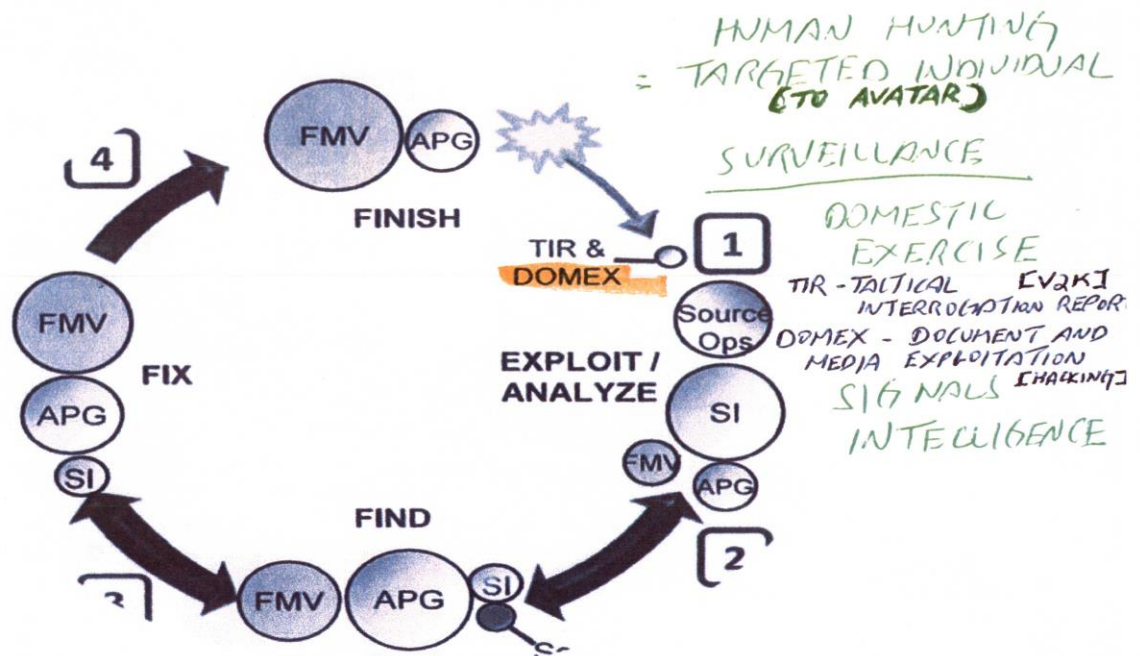 HUMAN HUNTING
= TARGETED INDIVIDUAL
(TO AVATAR)
SURVEILLANCE
DOMESTIC
EXERCISE
TIR - TACTICAL [V2K]
INTERROGATION REPOR
DOMEX - DOCUMENT AND
MEDIA EXPLOITATION
[HACKING]
SIGNALS
INTELLIGENCE
4
FMV APG
FINISH
TIR &
DOMEX
1
Source
Ops
EXPLOIT /
ANALYZE
SI
FMV
APG
2
FMV
FIX
APG
SI
FIND
FMV APG SI